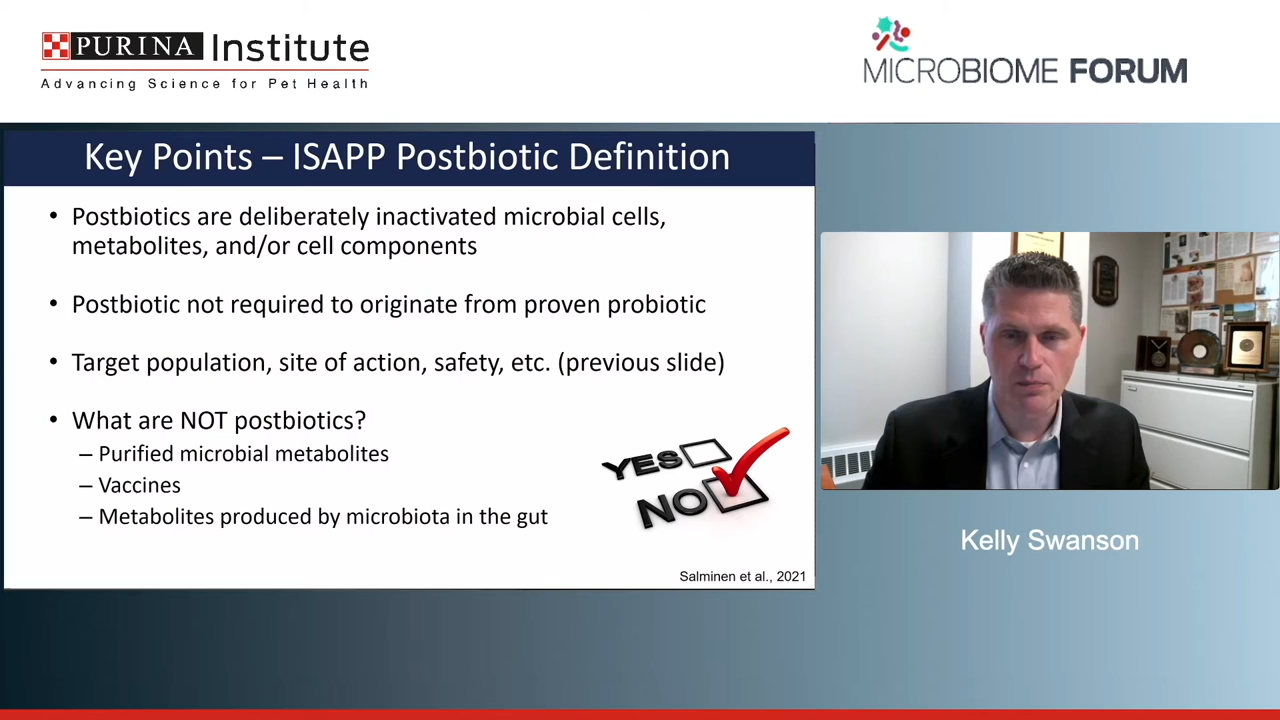 PURINA Institute
Advancing Science for Pet Health
MICROBIOME FORUM
Key Points – ISAPP Postbiotic Definition
• Postbiotics are deliberately inactivated microbial cells,
metabolites, and/or cell components
• Postbiotic not required to originate from proven probiotic
• Target population, site of action, safety, etc. (previous slide)
• What are NOT postbiotics?
– Purified microbial metabolites
– Vaccines
– Metabolites produced by microbiota in the gut
YES
NO
Salminen et al., 2021
Kelly Swanson